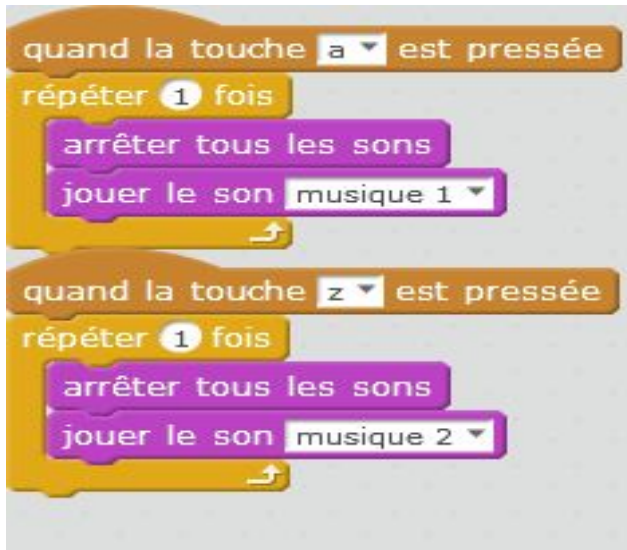 quand la touche a est pressée
répéter 1 fois
arrêter tous les sons
jouer le son musique 1
quand la touche z est pressée
répéter 1 fois
arrêter tous les sons
jouer le son musique 2